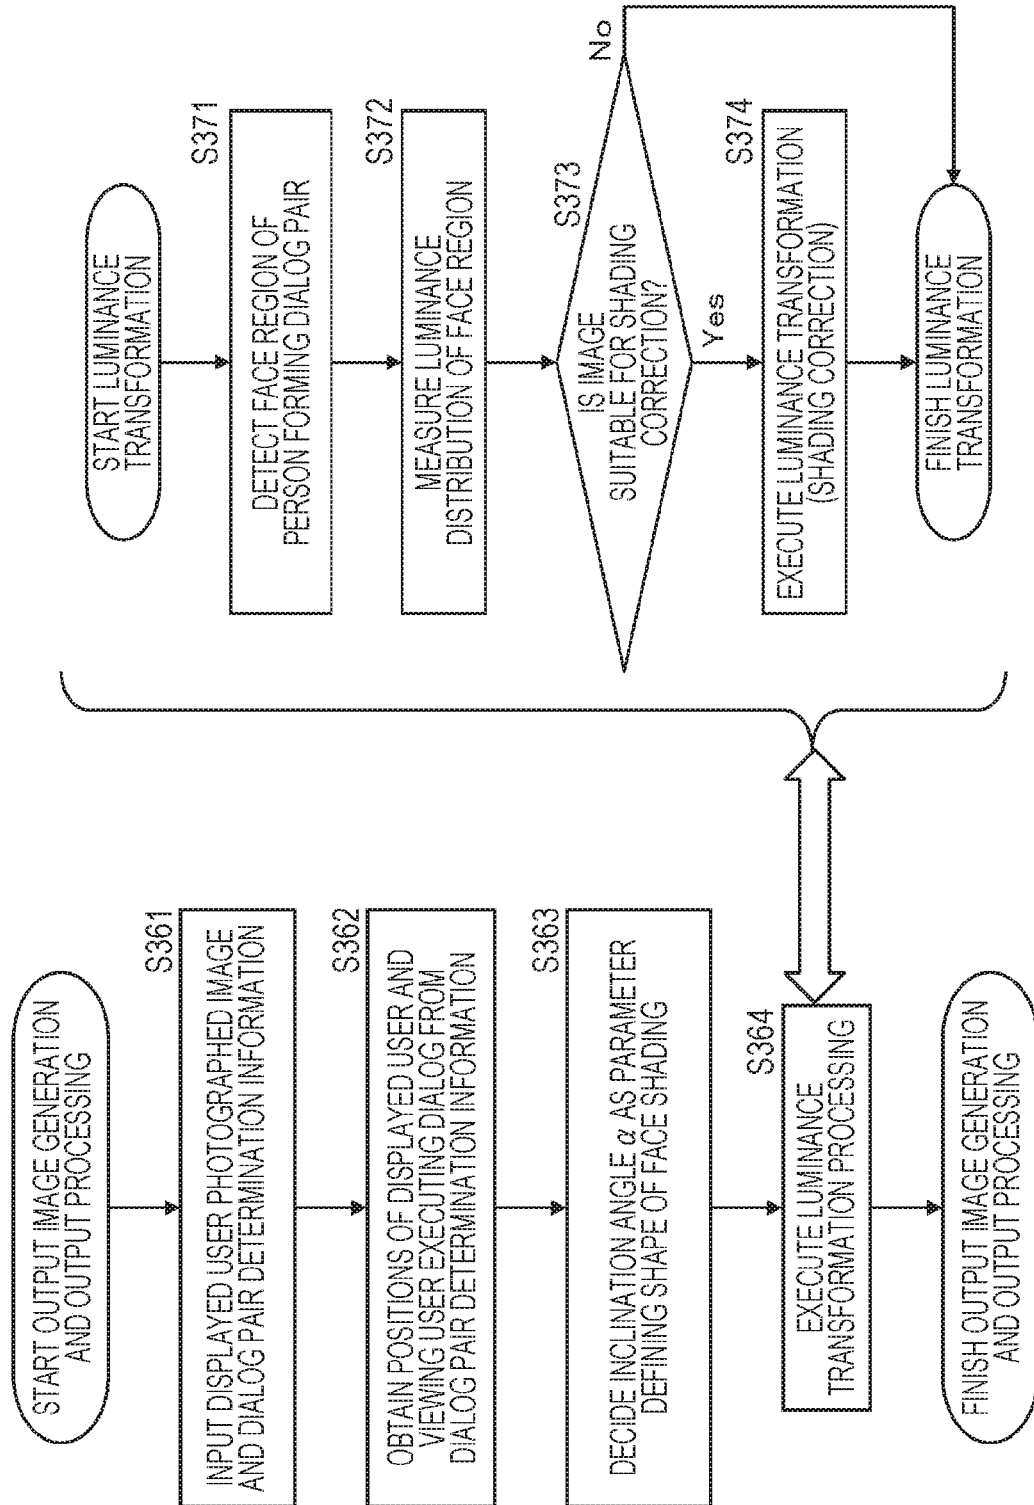 START OUTPUT IMAGE GENERATION
AND OUTPUT PROCESSING
S361
INPUT DISPLAYED USER PHOTOGRAPHED IMAGE
AND DIALOG PAIR DETERMINATION INFORMATION
S362
OBTAIN POSITIONS OF DISPLAYED USER AND
VIEWING USER EXECUTING DIALOG FROM
DIALOG PAIR DETERMINATION INFORMATION
S363
DECIDE INCLINATION ANGLE α AS PARAMETER
DEFINING SHAPE OF FACE SHADING
S364
EXECUTE LUMINANCE
TRANSFORMATION PROCESSING
FINISH OUTPUT IMAGE GENERATION
AND OUTPUT PROCESSING
START LUMINANCE
TRANSFORMATION
S371
DETECT FACE REGION OF
PERSON FORMING DIALOG PAIR
S372
MEASURE LUMINANCE
DISTRIBUTION OF FACE REGION
S373
IS IMAGE
SUITABLE FOR SHADING
CORRECTION?
No
Yes
S374
EXECUTE LUMINANCE TRANSFORMATION
(SHADING CORRECTION)
FINISH LUMINANCE
TRANSFORMATION